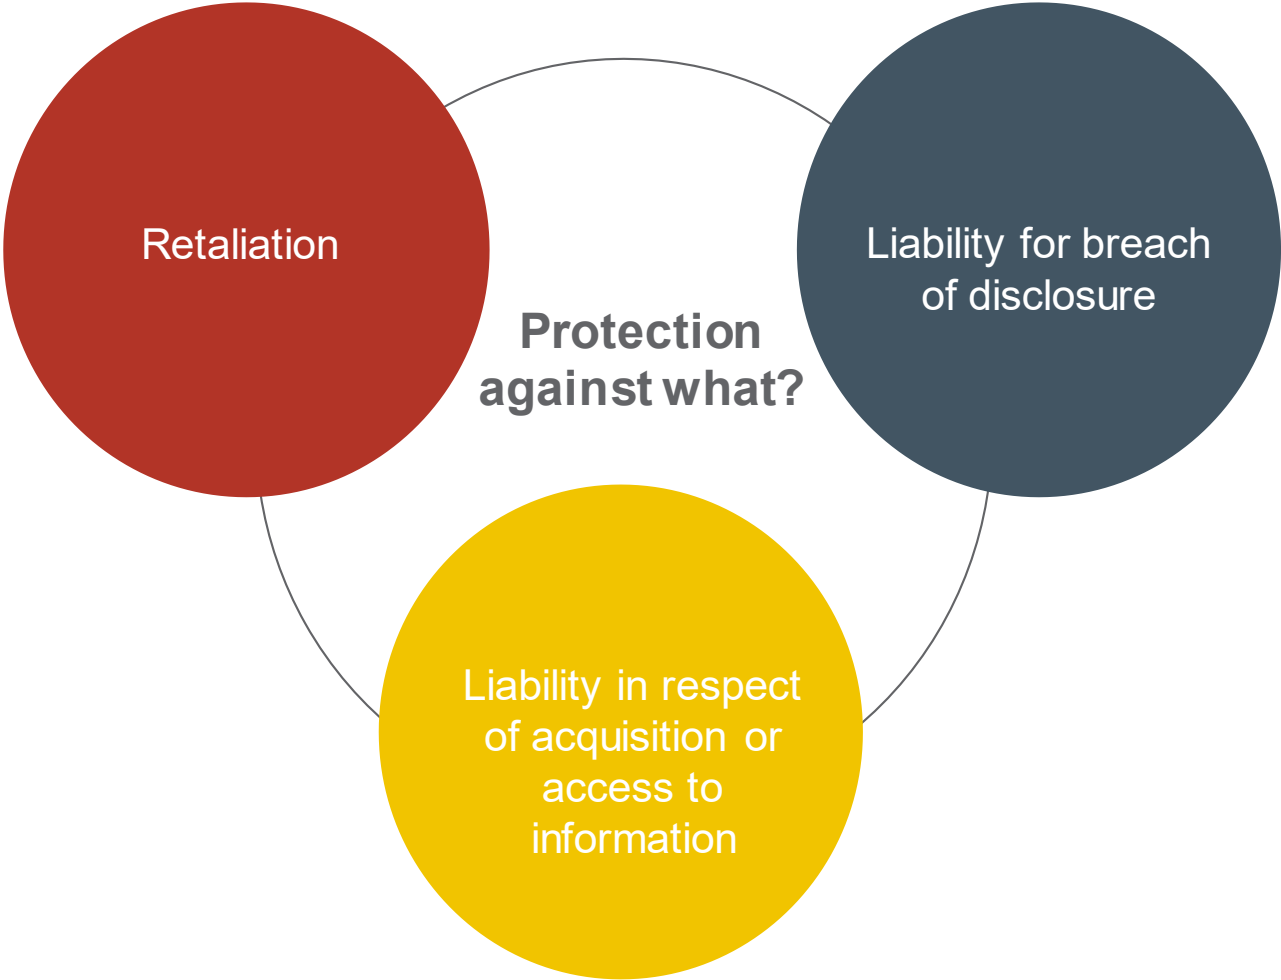 Retaliation
Liability for breach
of disclosure
Protection
against what?
Liability in respect
of acquisition or
access to
information